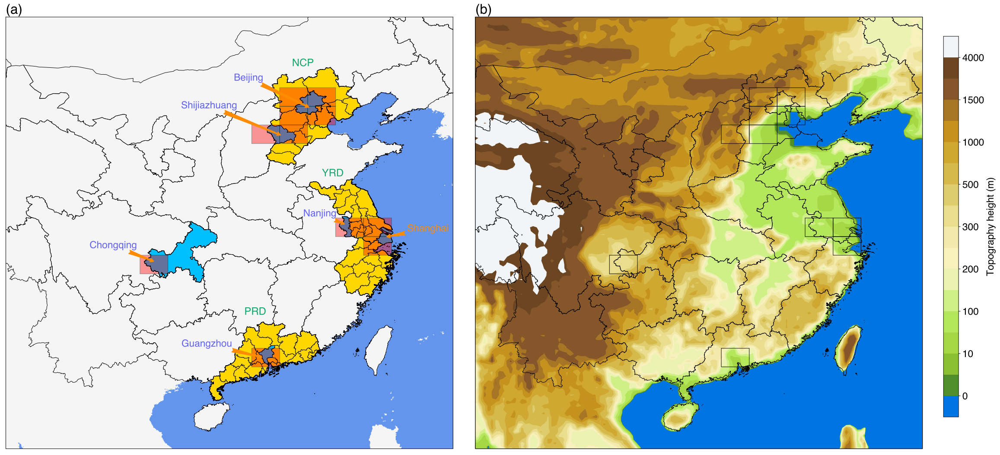 (a)
NCP
Beijing
Shijiazhuang
YRD
Nanjing
Shanghai
Chongqing
PRD
Guangzhou
(b)
4000
1500
1000
500
300
200
100
10
0
Topography height (m)